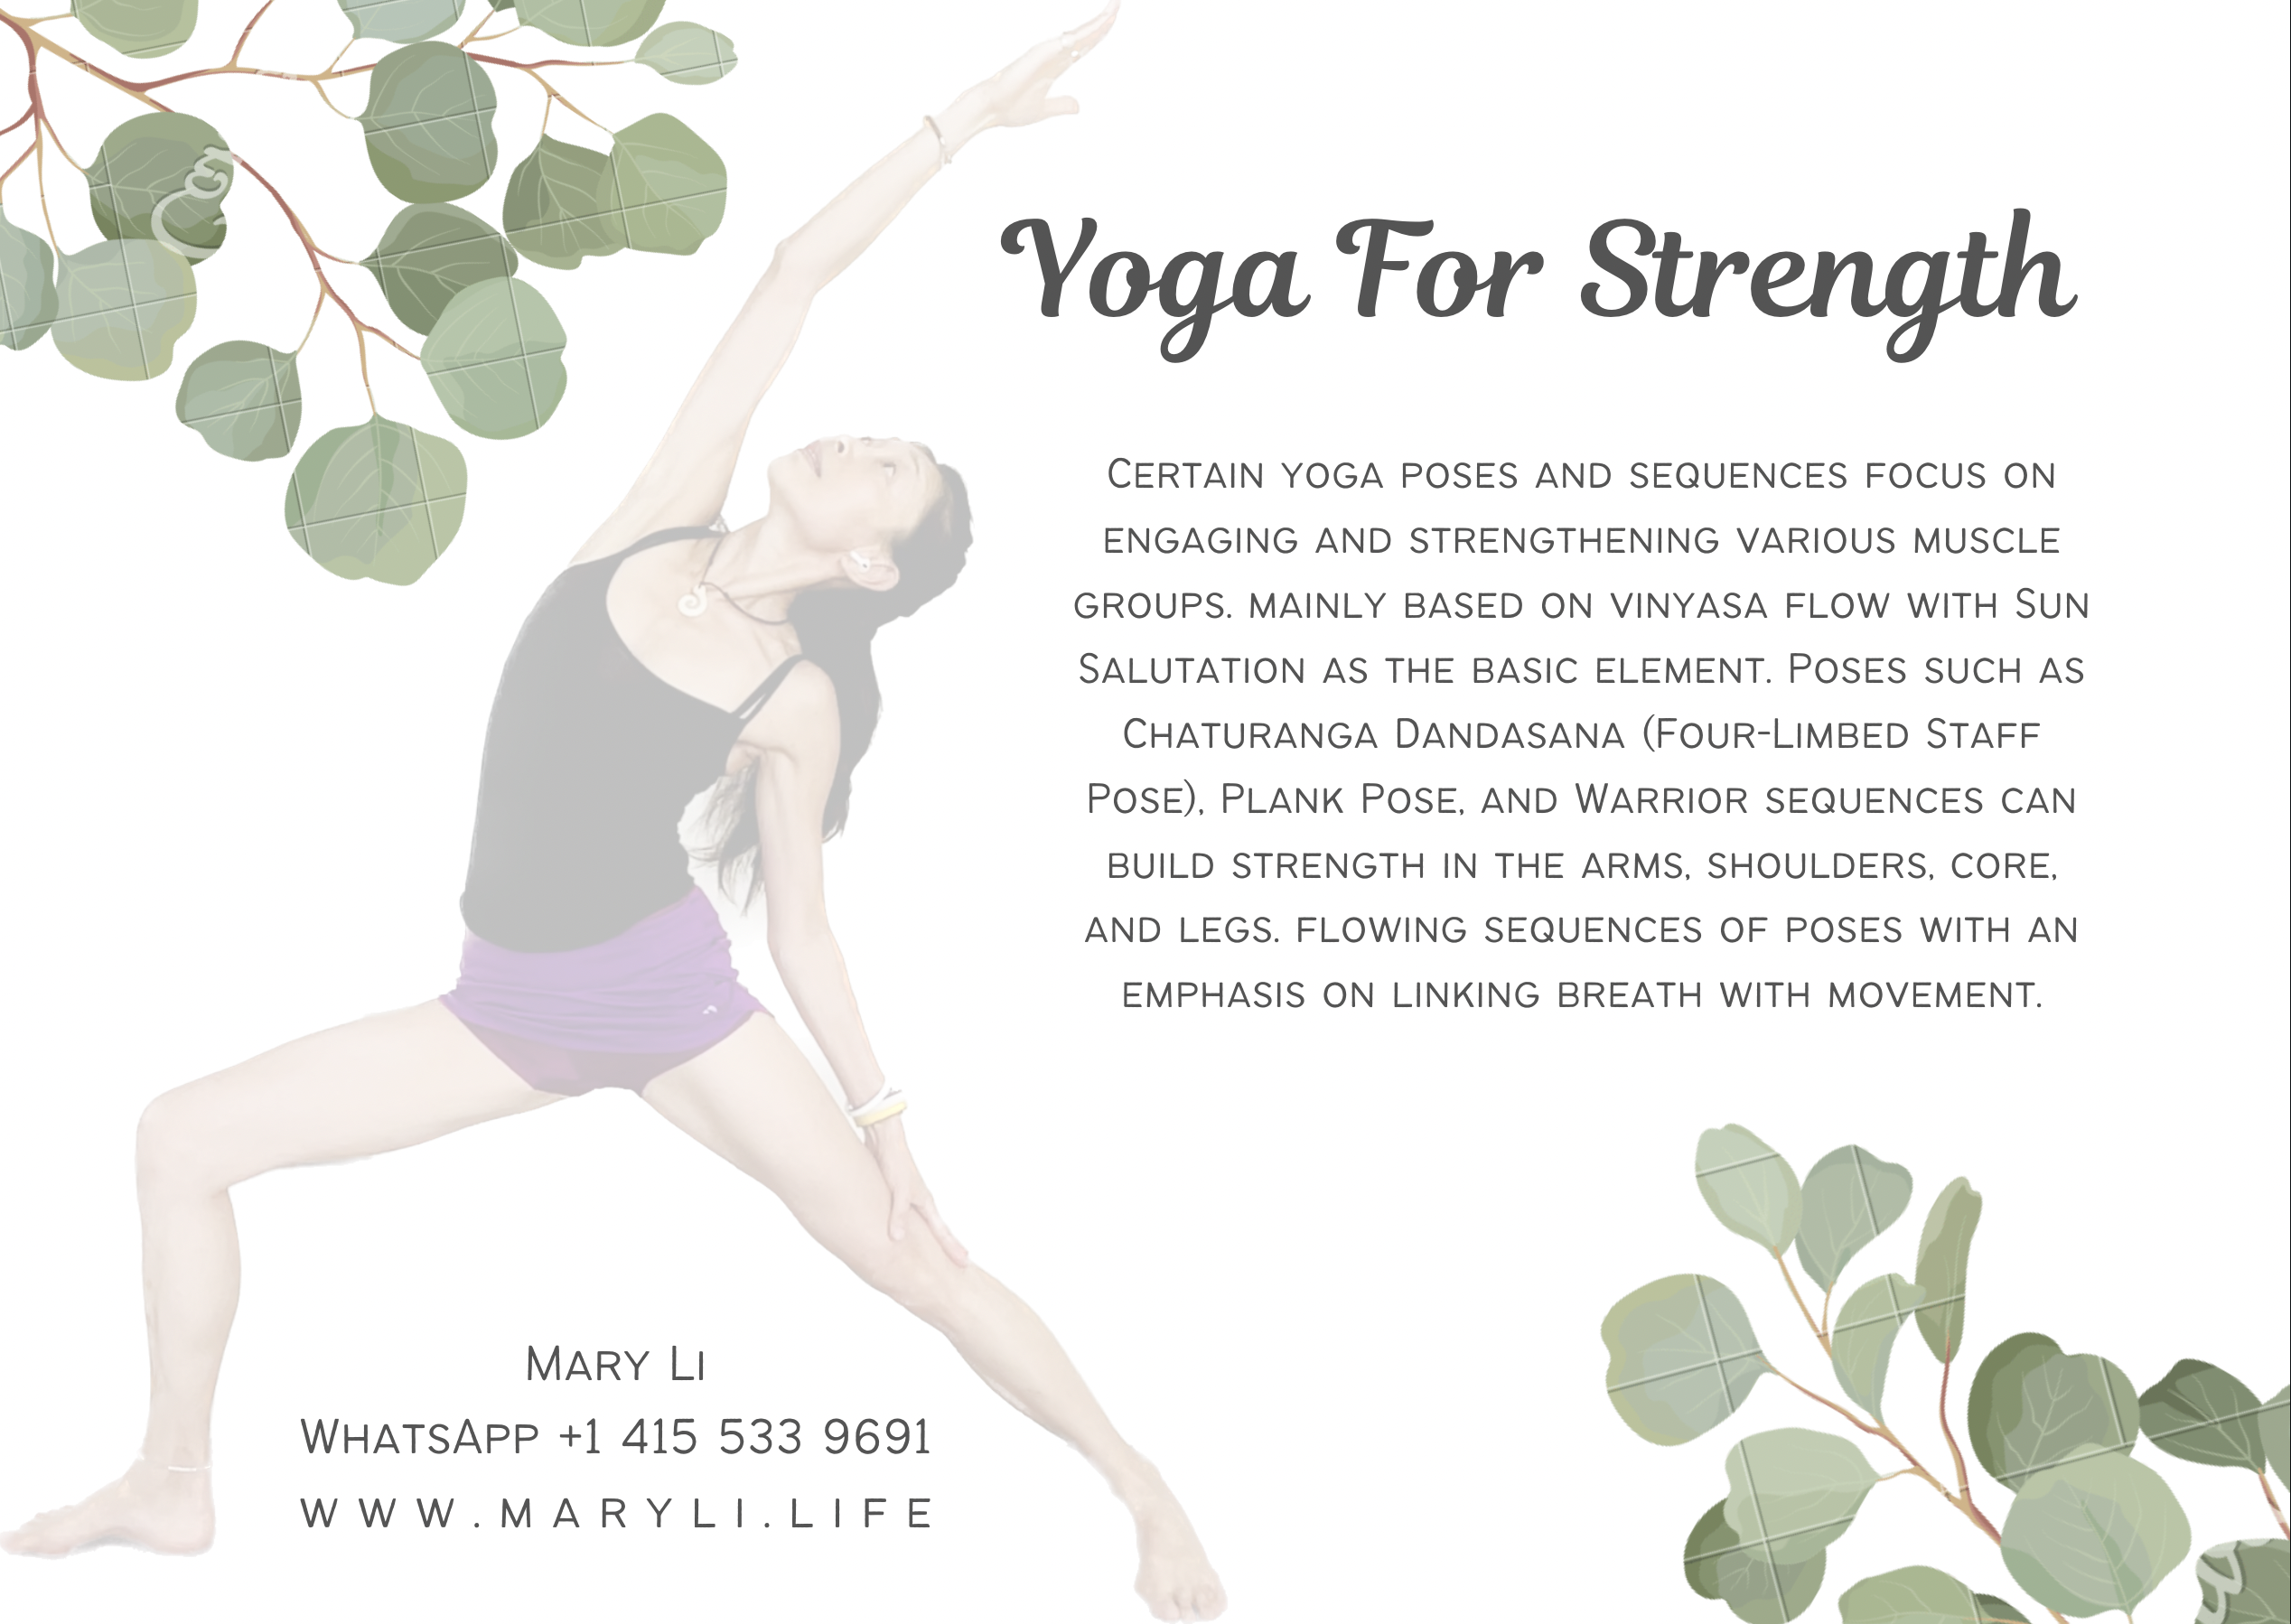 Yoga For Strength
Certain yoga poses and sequences focus on
engaging and strengthening various muscle
groups. mainly based on vinyasa flow with Sun
Salutation as the basic element. Poses such as
Chaturanga Dandasana (Four-Limbed Staff
Pose), Plank Pose, and Warrior sequences can
build strength in the arms, shoulders, core,
and legs. flowing sequences of poses with an
emphasis on linking breath with movement.
Mary Li
WhatsApp +1 415 533 9691
www.maryli.life